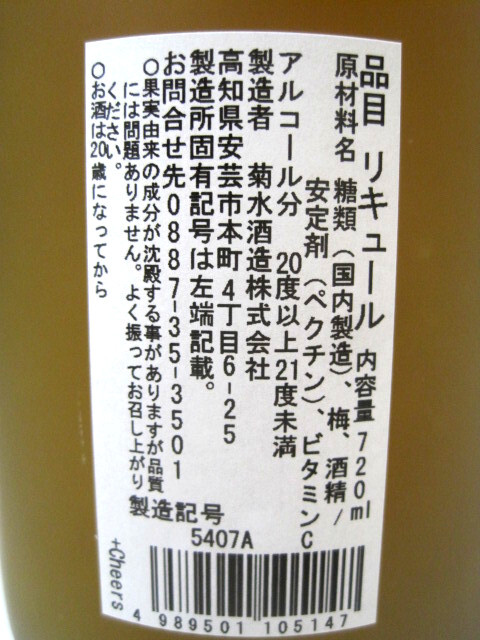 品目 リキュール 内容量720ml
原材料名 糖類(国内製造)、梅、酒精/
安定剤(ペクチン)、ビタミンC
アルコール分 20度以上21度未満
製造者 菊水酒造株式会社
高知県安芸市本町4丁目6-25
製造所固有記号は左端記載。
お問合せ先0887-35-3501
○果実由来の成分が沈殿する事がありますが品質
には問題ありません。よく振ってお召し上がり
ください。
○お酒は20歳になってから
製造記号
5407A
+Cheers
4 989501 105147